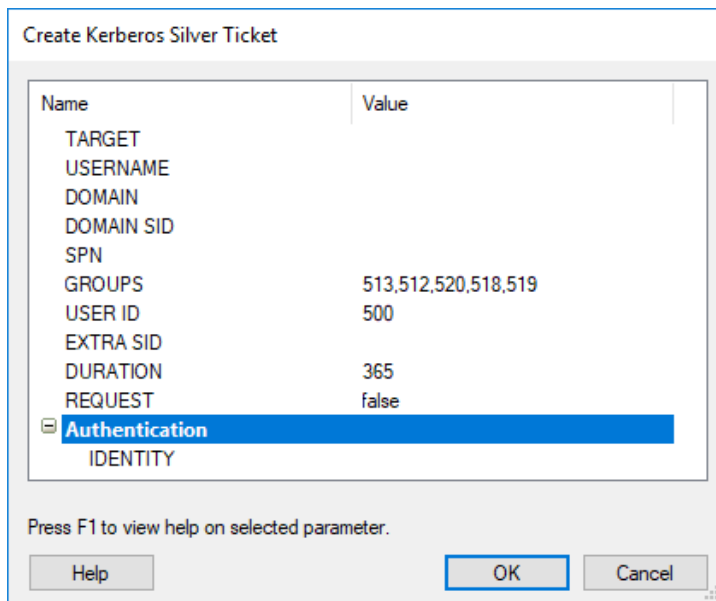 Create Kerberos Silver Ticket
Name Value
TARGET
USERNAME
DOMAIN
DOMAIN SID
SPN
GROUPS 513,512,520,518,519
USER ID 500
EXTRA SID
DURATION 365
REQUEST false
Authentication
IDENTITY
Press F1 to view help on selected parameter.
Help OK Cancel